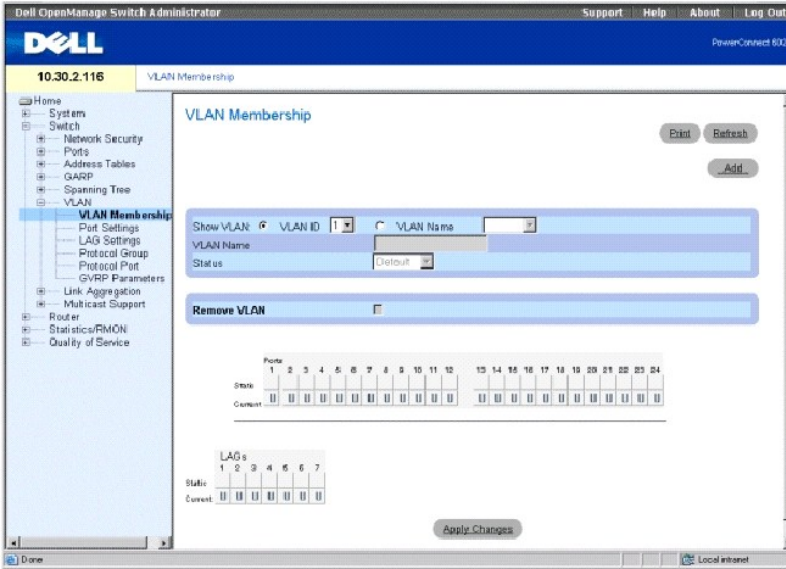 Dell OpenManage Switch Administrator
Support Help About Log Out
DELL
PowerConnect 600
10.30.2.116
VLAN Membership
Home
System
Switch
Network Security
Ports
Address Tables
GARP
Spanning Tree
VLAN
VLAN Membership
Port Settings
LAG Settings
Protocol Group
Protocol Port
GVRP Parameters
Link Aggregation
Multicast Support
Router
Statistics/RMON
Quality of Service
VLAN Membership
Print Refresh
Add
Show VLAN: VLAN ID 1 VLAN Name
VLAN Name
Status Default
Remove VLAN
Ports
1 2 3 4 5 6 7 8 9 10 11 12 13 14 15 16 17 18 19 20 21 22 23 24
Static
Current U U U U U U U U U U U U U U U U U U U U U U U U
LAGs
1 2 3 4 5 6 7
Static
Current: U U U U U U U
Apply Changes
Done
Local intranet